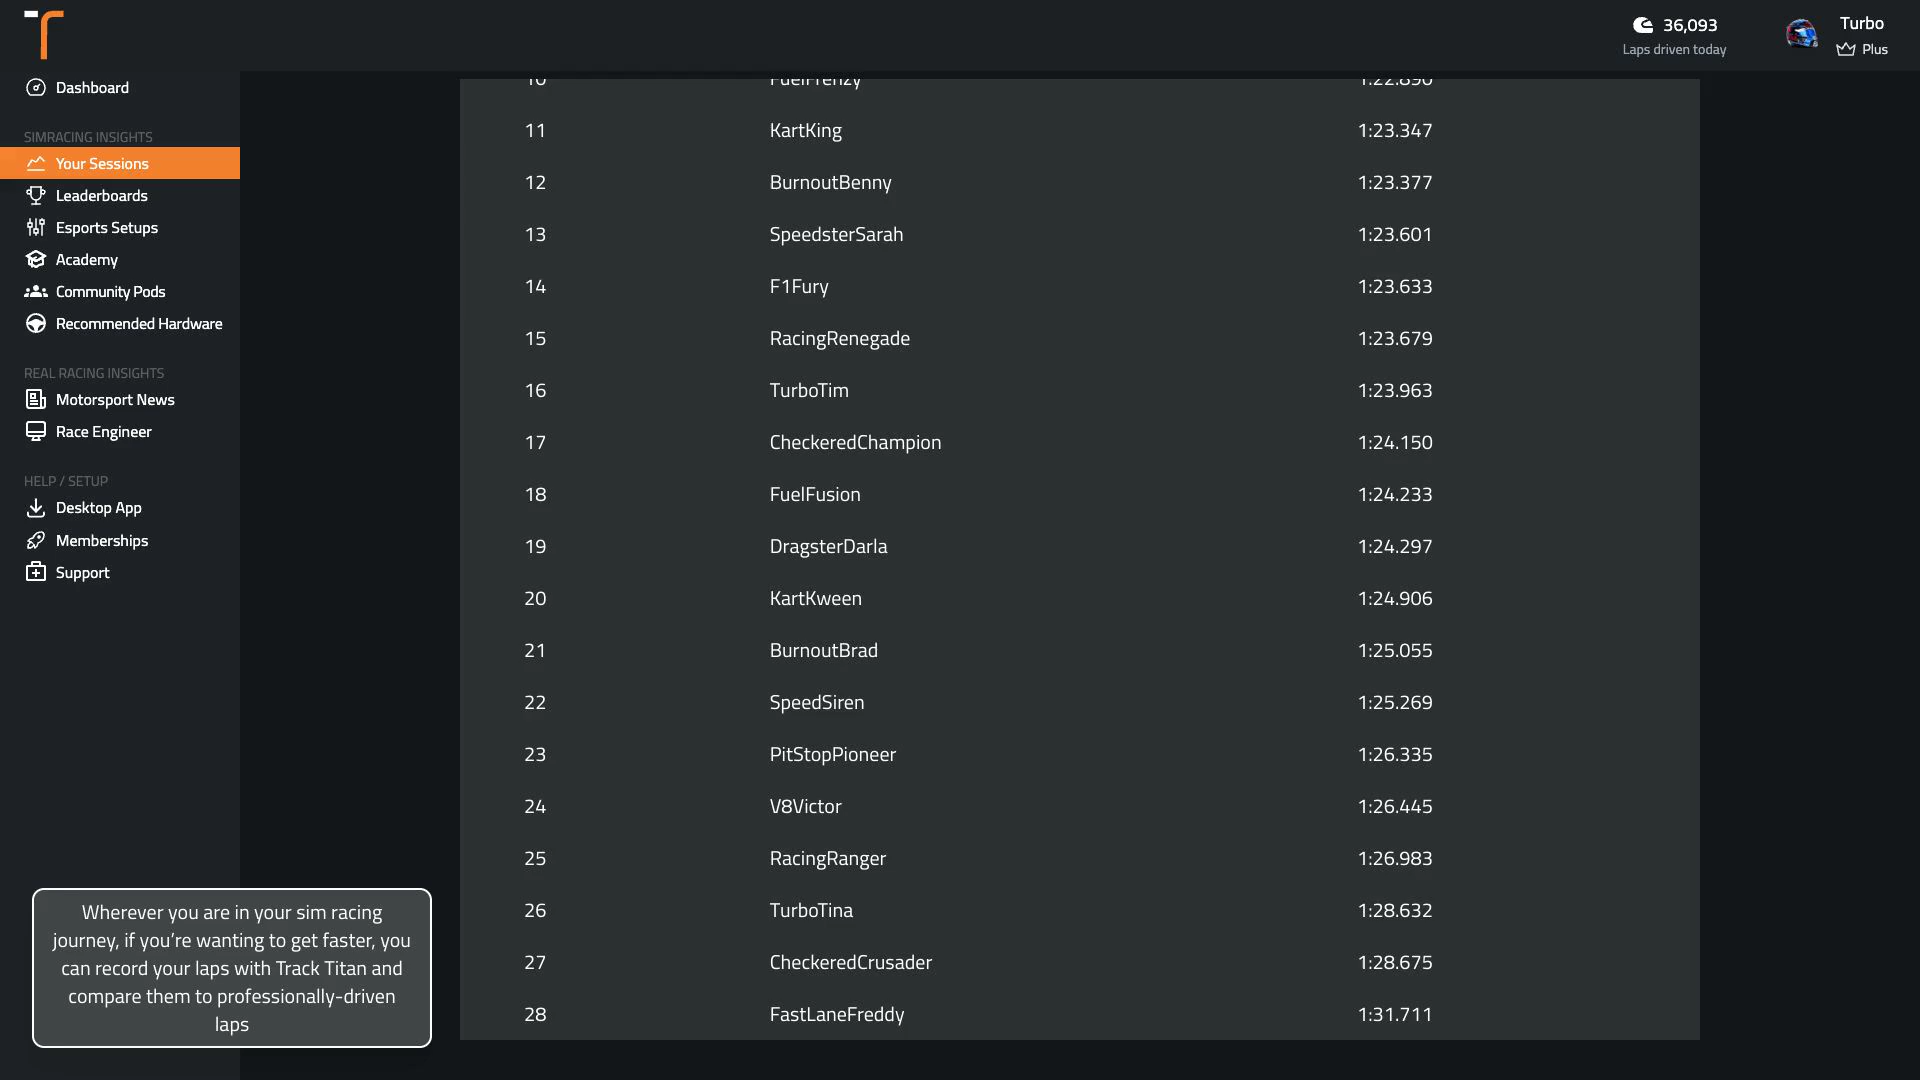 36,093
Laps driven today
Turbo
Plus
Dashboard
SIMRACING INSIGHTS
Your Sessions
Leaderboards
Esports Setups
Academy
Community Pods
Recommended Hardware
REAL RACING INSIGHTS
Motorsport News
Race Engineer
HELP / SETUP
Desktop App
Memberships
Support
10 FuelFrenzy 1:22.890
11 KartKing 1:23.347
12 BurnoutBenny 1:23.377
13 SpeedsterSarah 1:23.601
14 F1Fury 1:23.633
15 RacingRenegade 1:23.679
16 TurboTim 1:23.963
17 CheckeredChampion 1:24.150
18 FuelFusion 1:24.233
19 DragsterDarla 1:24.297
20 KartKween 1:24.906
21 BurnoutBrad 1:25.055
22 SpeedSiren 1:25.269
23 PitStopPioneer 1:26.335
24 V8Victor 1:26.445
25 RacingRanger 1:26.983
26 TurboTina 1:28.632
27 CheckeredCrusader 1:28.675
28 FastLaneFreddy 1:31.711
Wherever you are in your sim racing
journey, if you’re wanting to get faster, you
can record your laps with Track Titan and
compare them to professionally-driven
laps